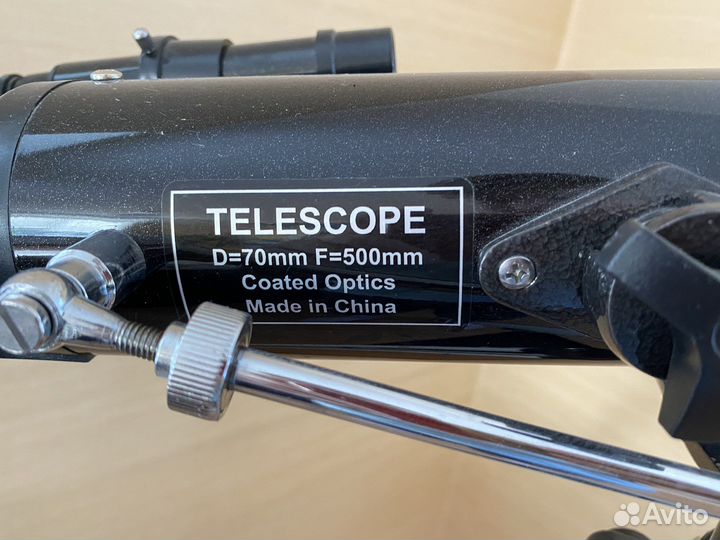 TELESCOPE
D=70mm F=500mm
Coated Optics
Made in China
Avito